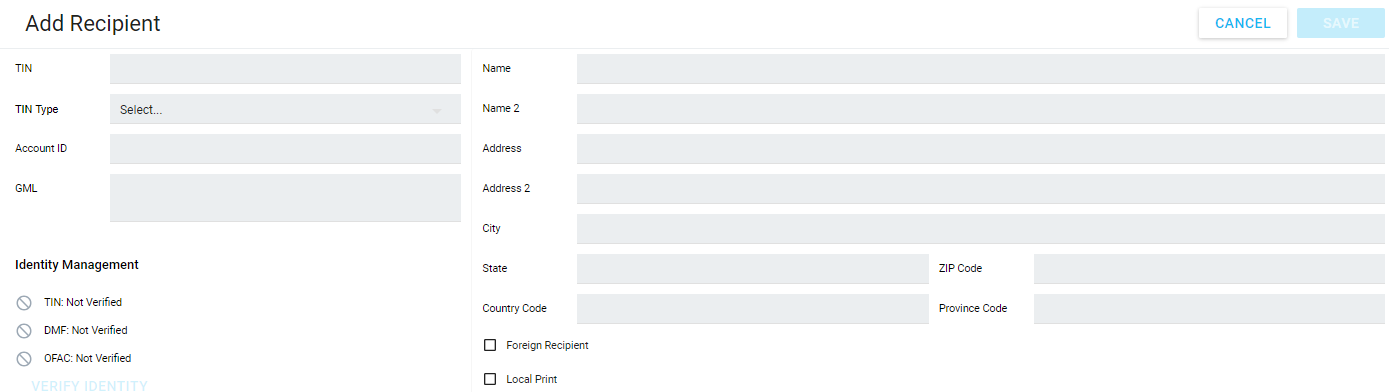 Add Recipient
CANCEL
SAVE
TIN
TIN Type
Select...
Account ID
GML
Identity Management
TIN: Not Verified
DMF: Not Verified
OFAC: Not Verified
VERIFY IDENTITY
Name
Name 2
Address
Address 2
City
State
ZIP Code
Country Code
Province Code
Foreign Recipient
Local Print